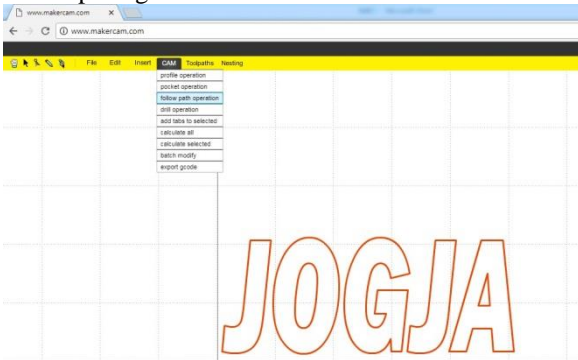 www.makercam.com
www.makercam.com
File Edit Insert CAM Toolpaths Nesting
profile operation
pocket operation
follow path operation
drill operation
add tabs to selected
calculate all
calculate selected
batch modify
export gcode
JOGJA